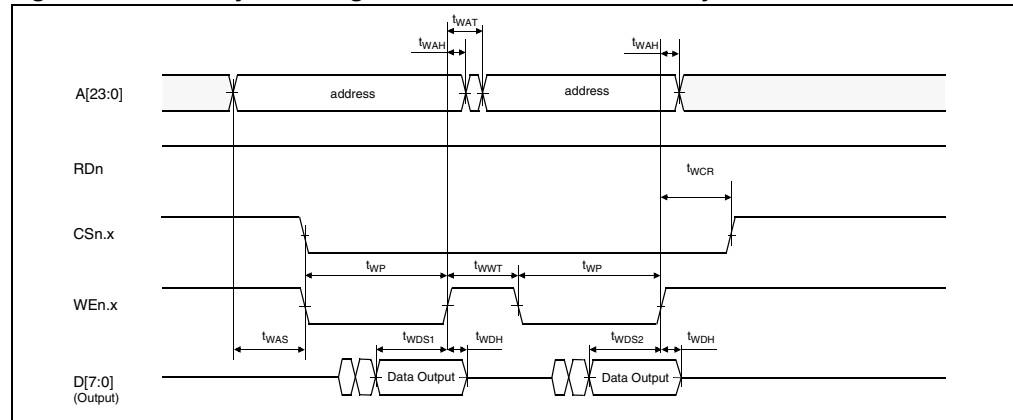 tWAT
tWAH tWAH
A[23:0] address address
RDn
tWCR
CSn.x
tWP tWWT tWP
WEn.x
tWAS tWDS1 tWDH tWDS2 tWDH
D[7:0] Data Output Data Output
(Output)